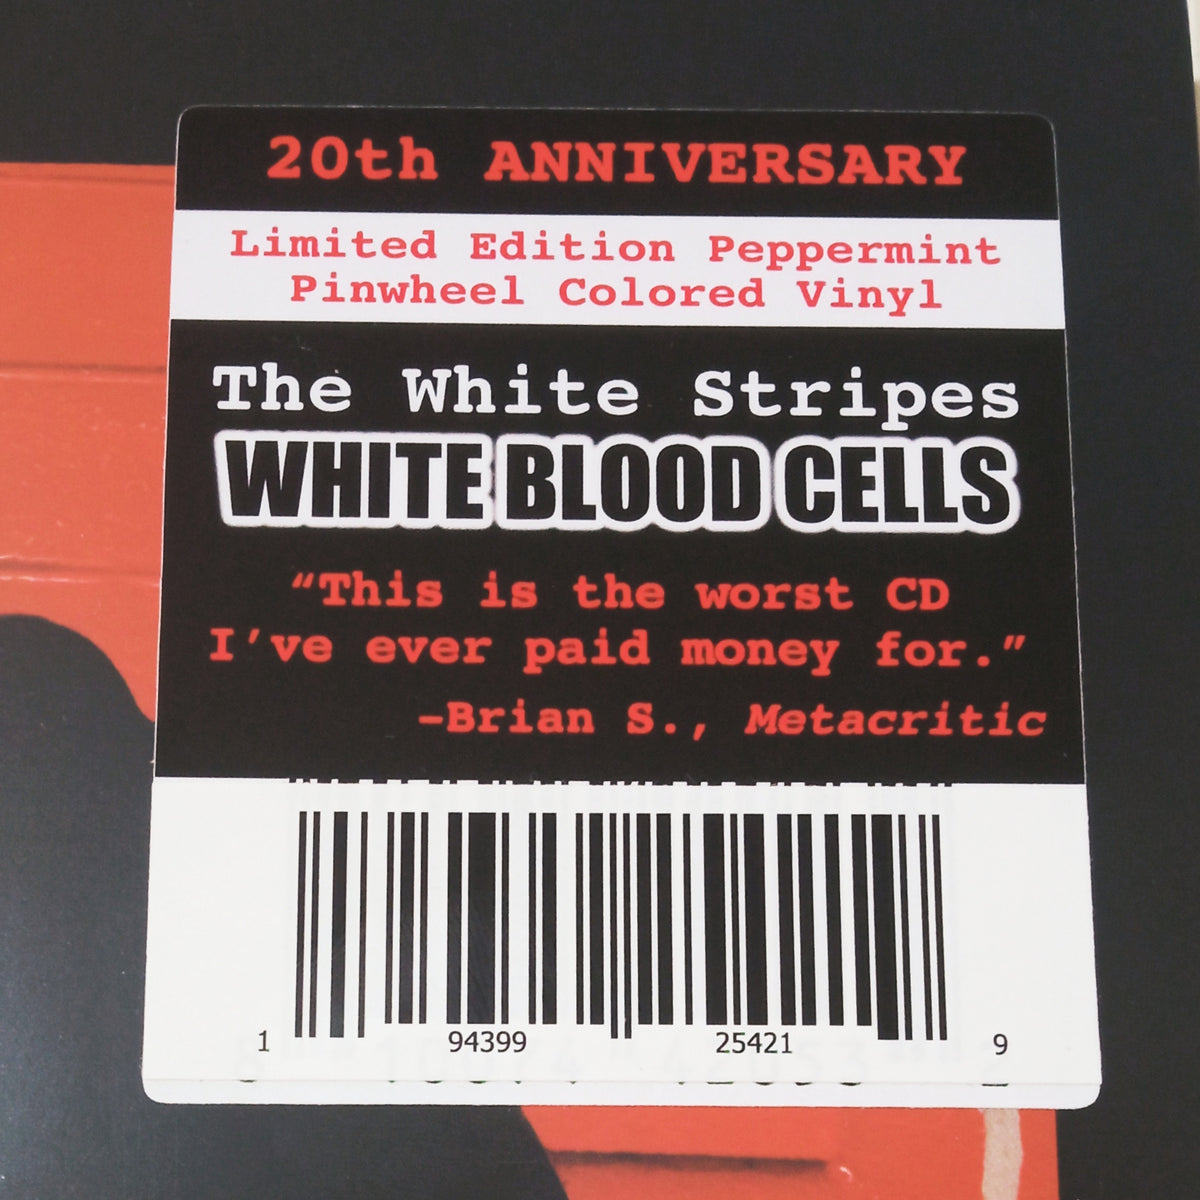 20th ANNIVERSARY
Limited Edition Peppermint
Pinwheel Colored Vinyl
The White Stripes
WHITE BLOOD CELLS
“This is the worst CD
I’ve ever paid money for.”
–Brian S., Metacritic
1 94399 25421 9